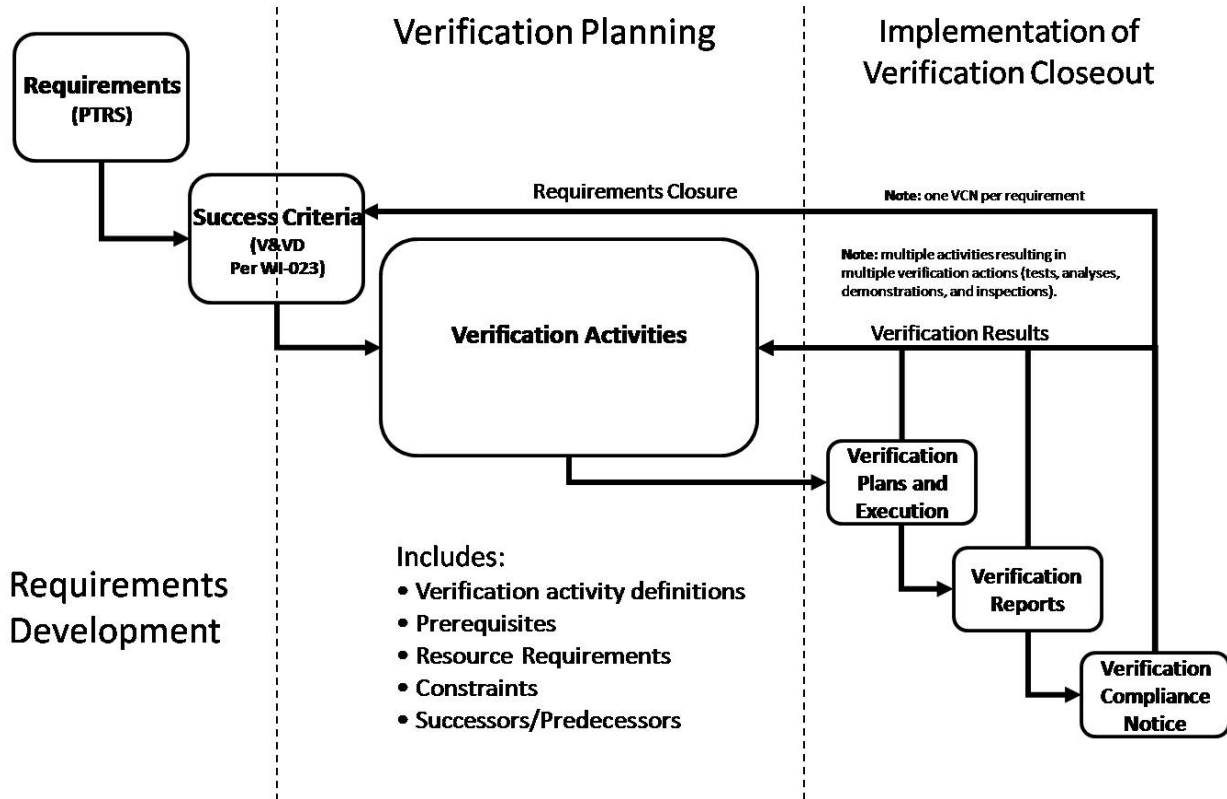 Verification Planning
Implementation of
Verification Closeout
Requirements
(PTRS)
Success Criteria
(V&VD
Per WI-023)
Requirements Closure
Note: one VCN per requirement
Note: multiple activities resulting in
multiple verification actions (tests, analyses,
demonstrations, and inspections).
Verification Activities
Verification Results
Verification
Plans and
Execution
Verification
Reports
Verification
Compliance
Notice
Requirements
Development
Includes:
• Verification activity definitions
• Prerequisites
• Resource Requirements
• Constraints
• Successors/Predecessors